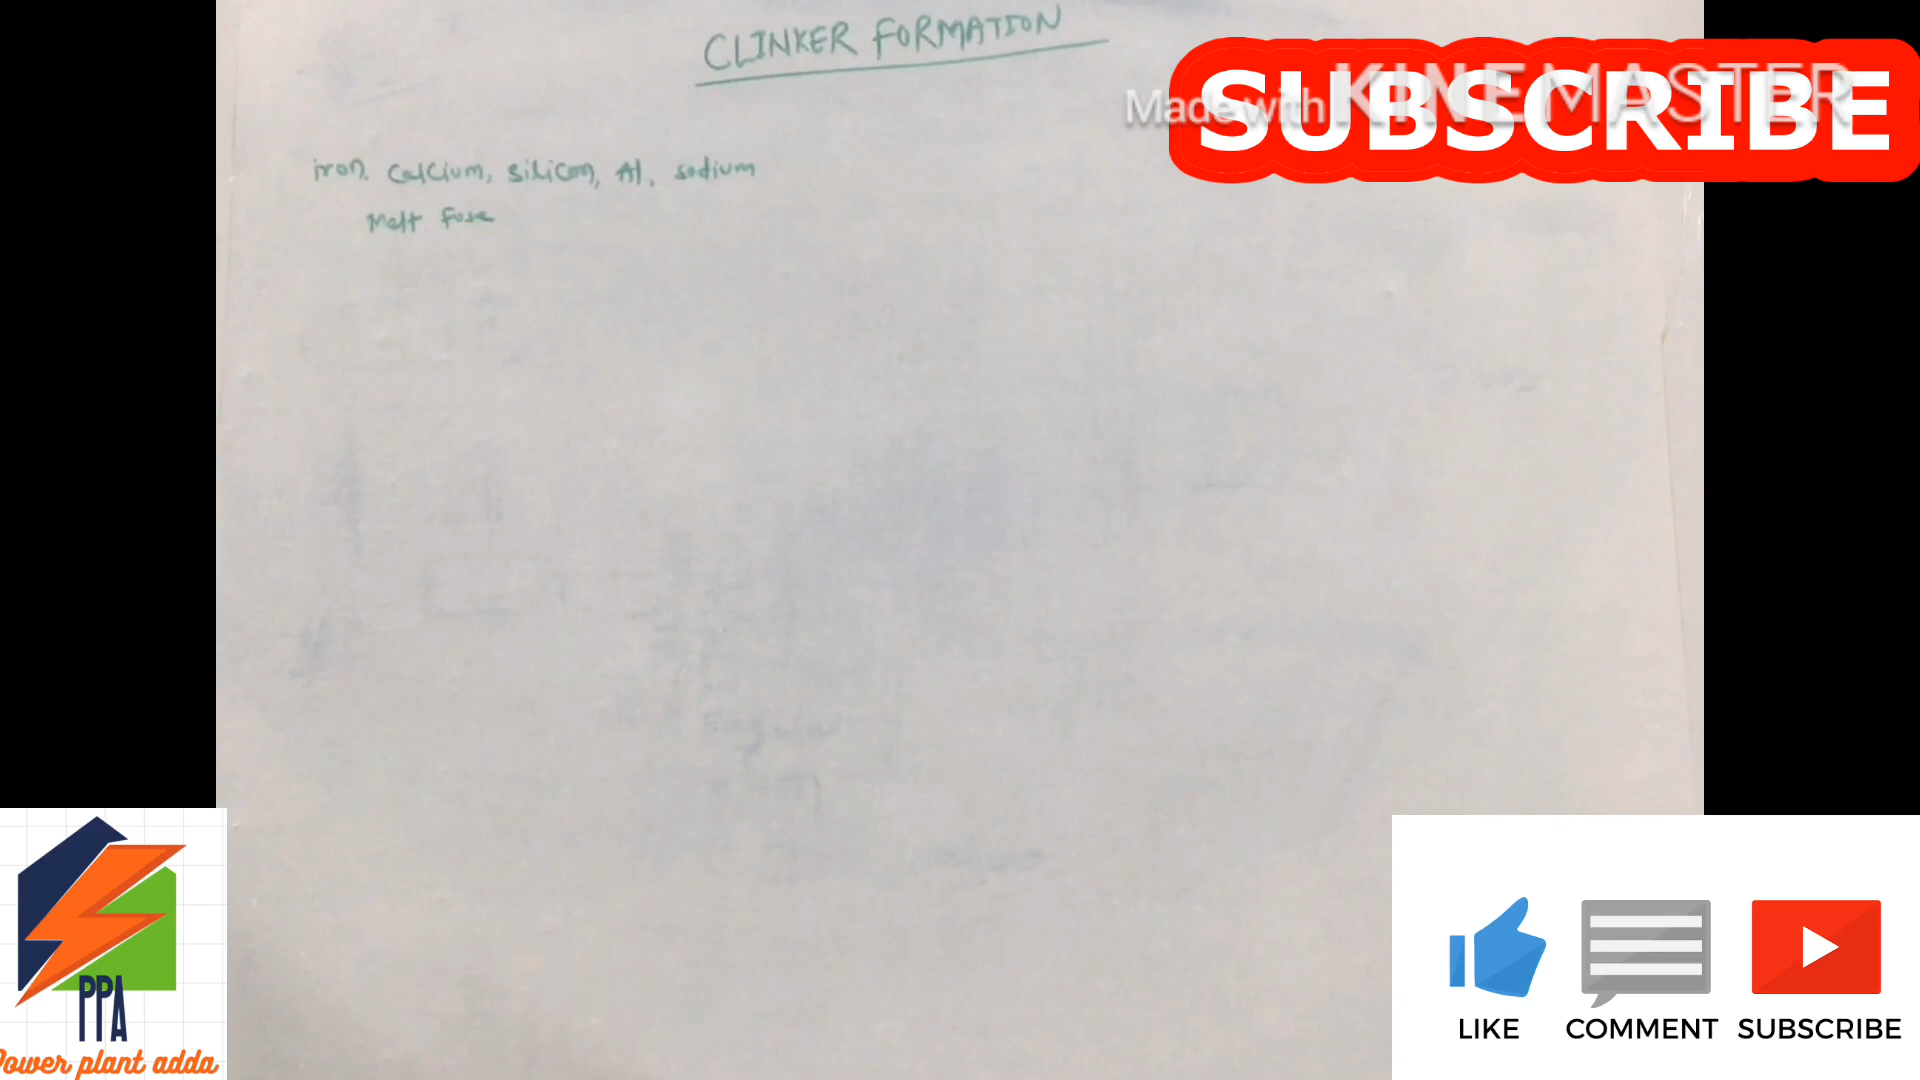 CLINKER FORMATION
SUBSCRIBE
Made with KINEMASTER
iron, Calcium, Silicon, Al, sodium
Melt fuse
PPA
Power plant adda
LIKE COMMENT SUBSCRIBE